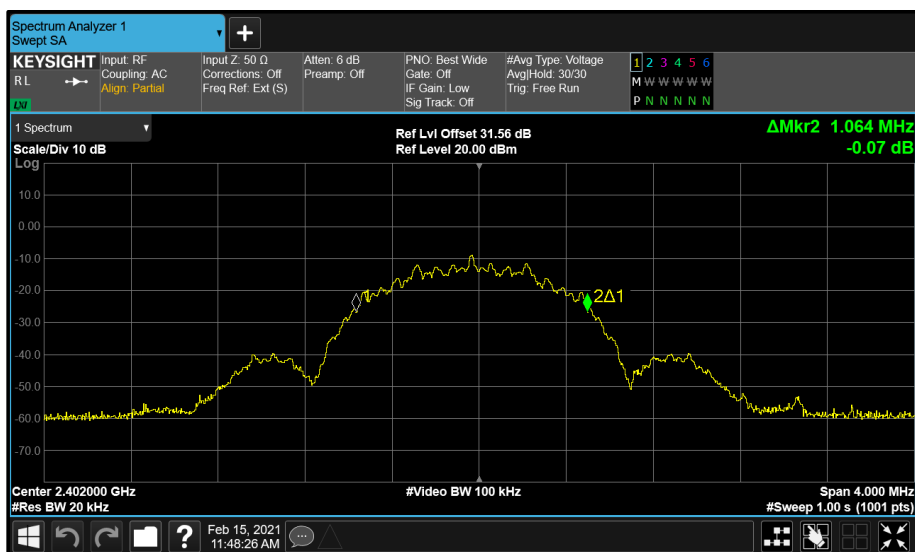 Spectrum Analyzer 1
Swept SA
+
KEYSIGHT
RL
LXI
Input: RF
Coupling: AC
Align: Partial
Input Z: 50 Ω
Corrections: Off
Freq Ref: Ext (S)
Atten: 6 dB
Preamp: Off
PNO: Best Wide
Gate: Off
IF Gain: Low
Sig Track: Off
#Avg Type: Voltage
Avg|Hold: 30/30
Trig: Free Run
1 2 3 4 5 6
M W W W W W
P N N N N N
1 Spectrum
Scale/Div 10 dB
Ref Lvl Offset 31.56 dB
Ref Level 20.00 dBm
ΔMkr2 1.064 MHz
-0.07 dB
Log
10.0
0.00
-10.0
-20.0
-30.0
-40.0
-50.0
-60.0
-70.0
2Δ1
Center 2.402000 GHz
#Res BW 20 kHz
#Video BW 100 kHz
Span 4.000 MHz
#Sweep 1.00 s (1001 pts)
?
Feb 15, 2021
11:48:26 AM